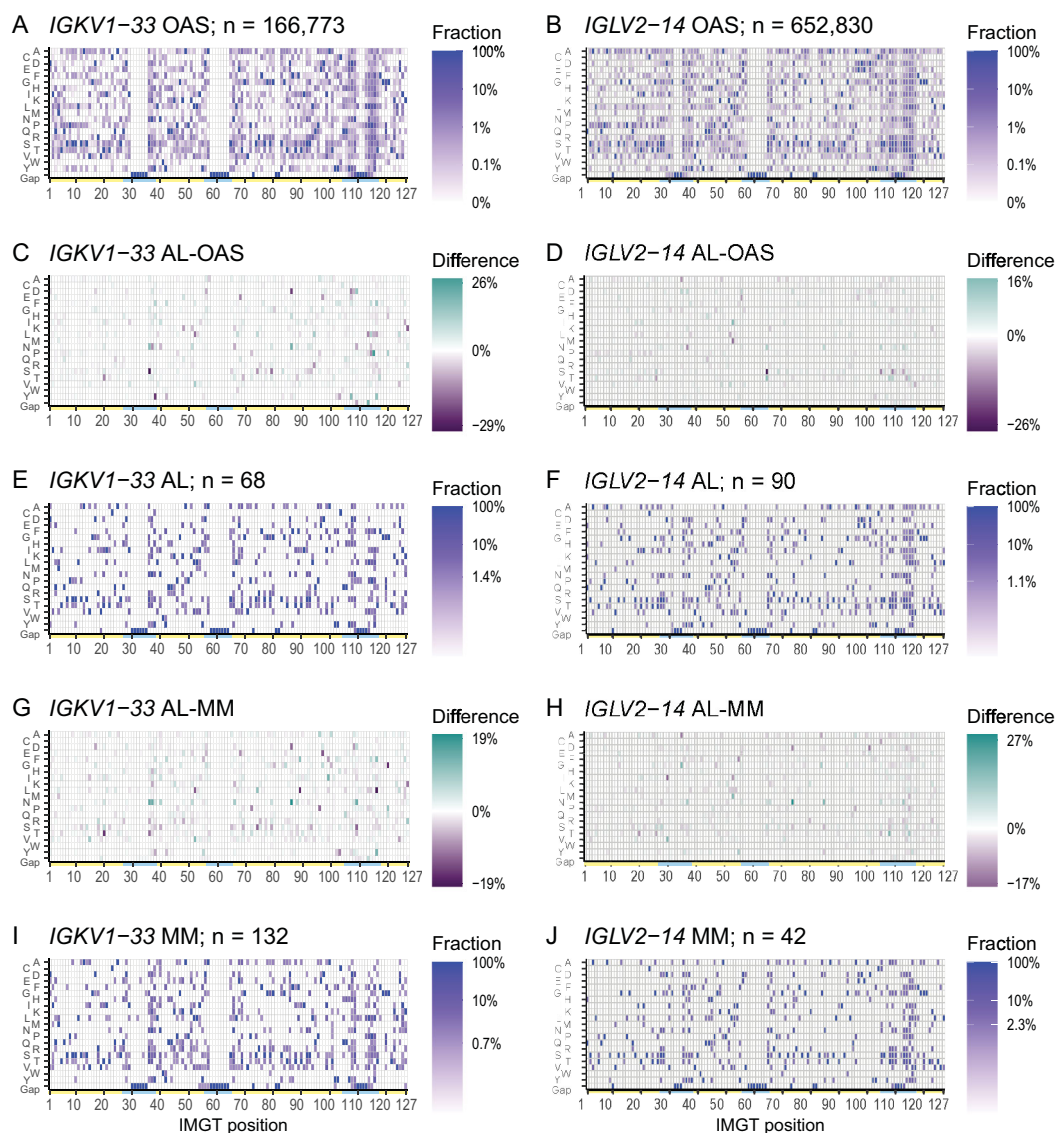 A IGKV1−33 OAS; n = 166,773
Fraction
A
C D
E F
G H
I K
L M
N P
Q R
S T
V W
Y
Gap
1 10 20 30 40 50 60 70 80 90 100 110 127
100%
10%
1%
0.1%
0%
B IGLV2−14 OAS; n = 652,830
Fraction
A
C D
E F
G H
I K
L M
N P
Q R
S T
V W
Y
Gap
1 10 20 30 40 50 60 70 80 90 100 110 127
100%
10%
1%
0.1%
0%
C IGKV1−33 AL-OAS
Difference
A
C D
E F
G H
I K
L M
N P
Q R
S T
V W
Y
Gap
1 10 20 30 40 50 60 70 80 90 100 110 127
26%
0%
−29%
D IGLV2−14 AL-OAS
Difference
A
C D
E F
G H
I K
L M
N P
Q R
S T
V W
Y
Gap
1 10 20 30 40 50 60 70 80 90 100 110 127
16%
0%
−26%
E IGKV1−33 AL; n = 68
Fraction
A
C D
E F
G H
I K
L M
N P
Q R
S T
V W
Y
Gap
1 10 20 30 40 50 60 70 80 90 100 110 127
100%
10%
1.4%
F IGLV2−14 AL; n = 90
Fraction
A
C D
E F
G H
I K
L M
N P
Q R
S T
V W
Y
Gap
1 10 20 30 40 50 60 70 80 90 100 110 127
100%
10%
1.1%
G IGKV1−33 AL-MM
Difference
A
C D
E F
G H
I K
L M
N P
Q R
S T
V W
Y
Gap
1 10 20 30 40 50 60 70 80 90 100 110 127
19%
0%
−19%
H IGLV2−14 AL-MM
Difference
A
C D
E F
G H
I K
L M
N P
Q R
S T
V W
Y
Gap
1 10 20 30 40 50 60 70 80 90 100 110 127
27%
0%
−17%
I IGKV1−33 MM; n = 132
Fraction
A
C D
E F
G H
I K
L M
N P
Q R
S T
V W
Y
Gap
1 10 20 30 40 50 60 70 80 90 100 110 127
IMGT position
100%
10%
0.7%
J IGLV2−14 MM; n = 42
Fraction
A
C D
E F
G H
I K
L M
N P
Q R
S T
V W
Y
Gap
1 10 20 30 40 50 60 70 80 90 100 110 127
IMGT position
100%
10%
2.3%